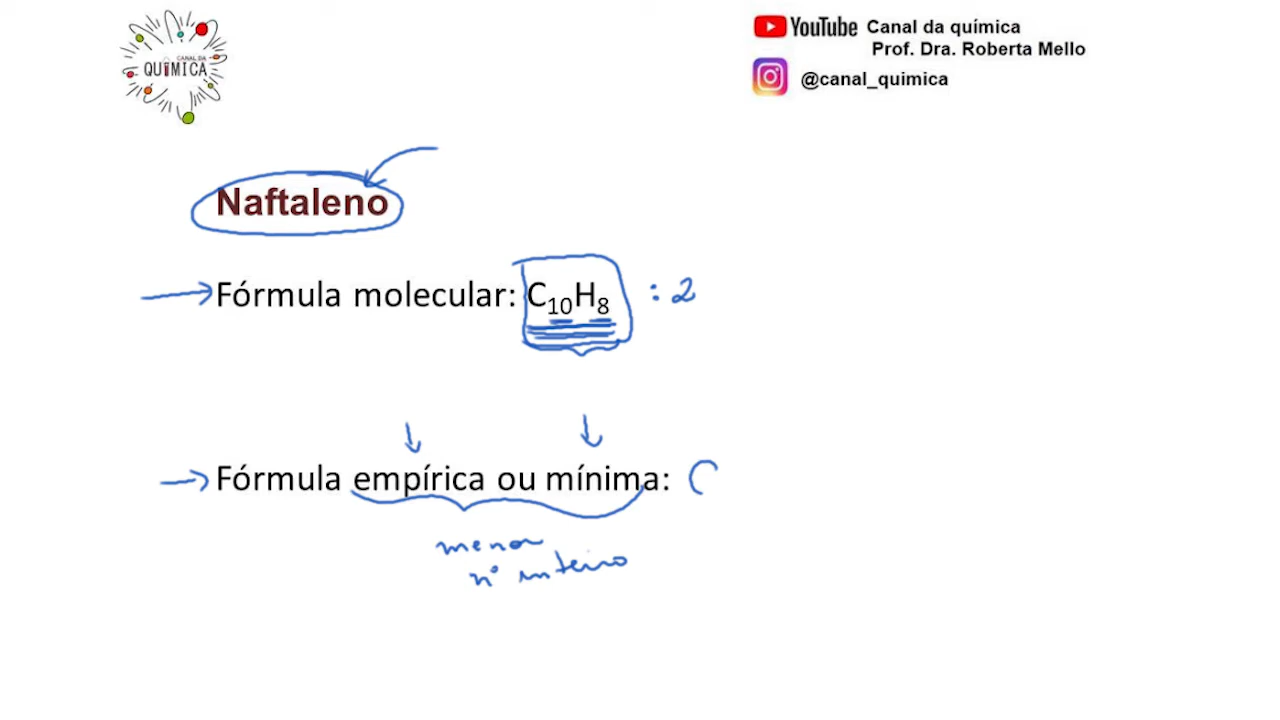 CANAL DA
QUÍMICA
YouTube Canal da química
Prof. Dra. Roberta Mello
@canal_quimica
Naftaleno
Fórmula molecular: C₁₀H₈ : 2
Fórmula empírica ou mínima: C
menor
nº inteiro